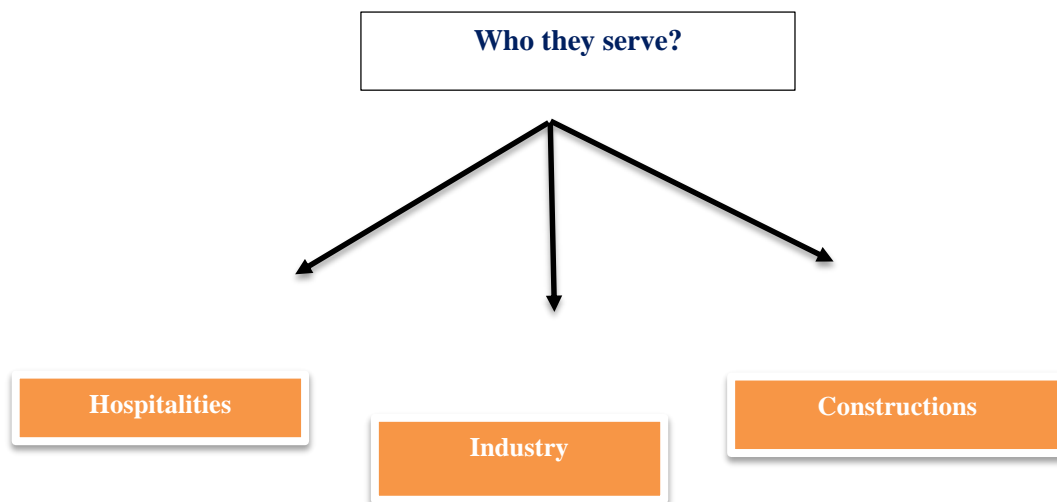 Who they serve?
Hospitalities
Industry
Constructions